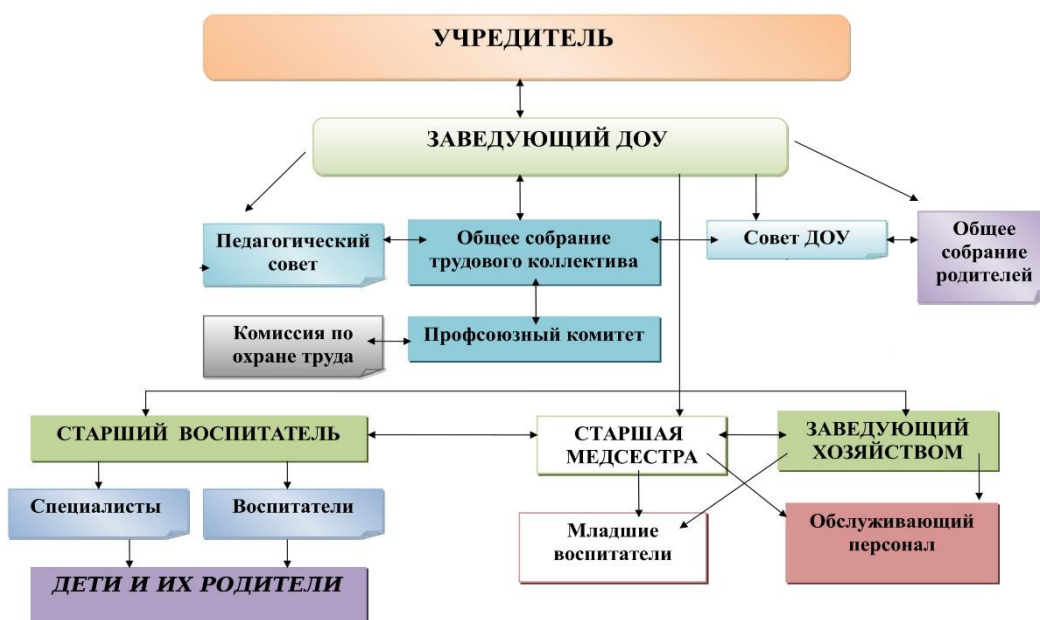 УЧРЕДИТЕЛЬ
ЗАВЕДУЮЩИЙ ДОУ
Педагогический
совет
Общее собрание
трудового коллектива
Совет ДОУ
Общее
собрание
родителей
Комиссия по
охране труда
Профсоюзный комитет
СТАРШИЙ ВОСПИТАТЕЛЬ
СТАРШАЯ
МЕДСЕСТРА
ЗАВЕДУЮЩИЙ
ХОЗЯЙСТВОМ
Специалисты
Воспитатели
Младшие
воспитатели
Обслуживающий
персонал
ДЕТИ И ИХ РОДИТЕЛИ